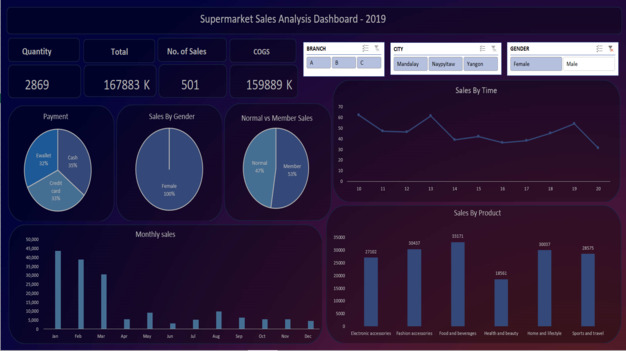 Supermarket Sales Analysis Dashboard - 2019
Quantity
2869
Total
167883 K
No. of Sales
501
COGS
159889 K
BRANCH
A B C
CITY
Mandalay Naypyitaw Yangon
GENDER
Female Male
Payment
Ewallet
32%
Cash
35%
Credit
card
33%
Sales By Gender
Female
100%
Normal vs Member Sales
Normal
47%
Member
53%
Sales By Time
70
60
50
40
30
20
10
0
10 11 12 13 14 15 16 17 18 19 20
Monthly sales
50,000
45,000
40,000
35,000
30,000
25,000
20,000
15,000
10,000
5,000
0
Jan Feb Mar Apr May Jun Jul Aug Sep Oct Nov Dec
Sales By Product
35000
30000
25000
20000
15000
10000
5000
0
30437
33171
30007
28575
Electronic accessories Fashion accessories Food and beverages Health and beauty Home and lifestyle Sports and travel